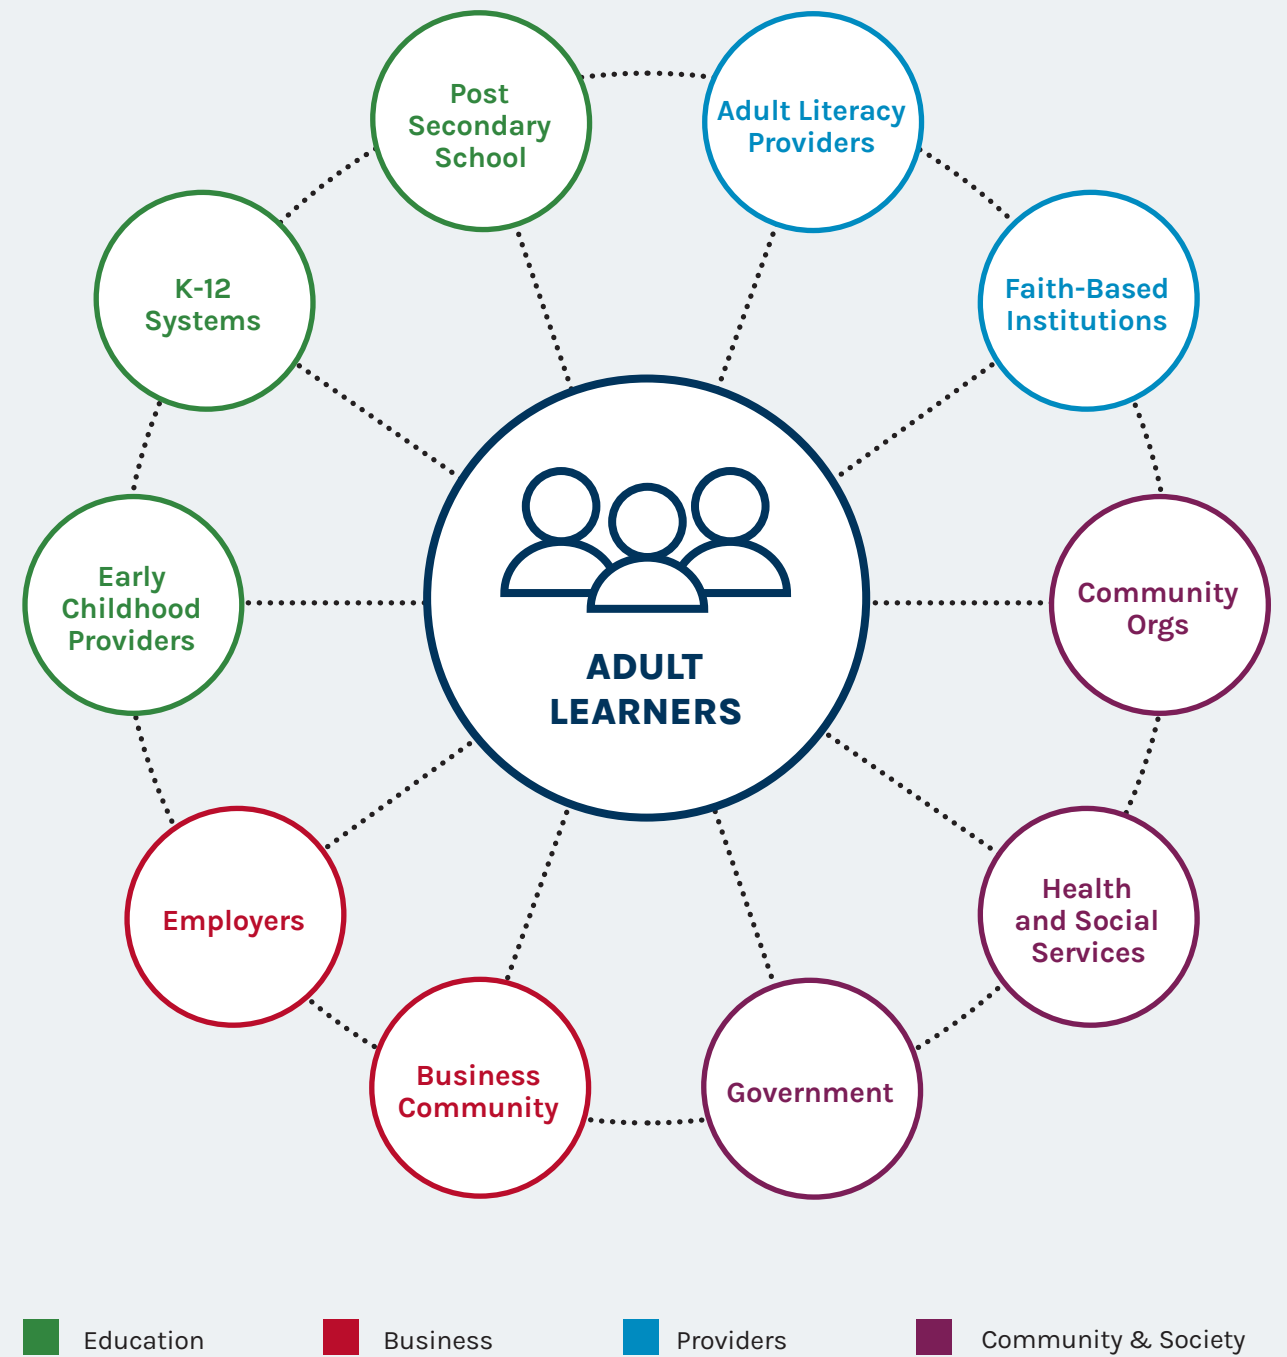 Post
Secondary
School
Adult Literacy
Providers
K-12
Systems
Faith-Based
Institutions
Early
Childhood
Providers
ADULT
LEARNERS
Community
Orgs
Employers
Health
and Social
Services
Business
Community
Government
Education
Business
Providers
Community & Society